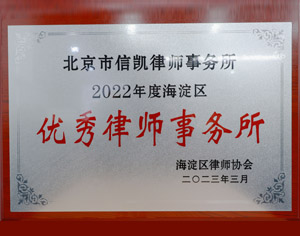 北京市信凯律师事务所
2022年度海淀区
优秀律师事务所
海淀区律师协会
二〇二三年三月